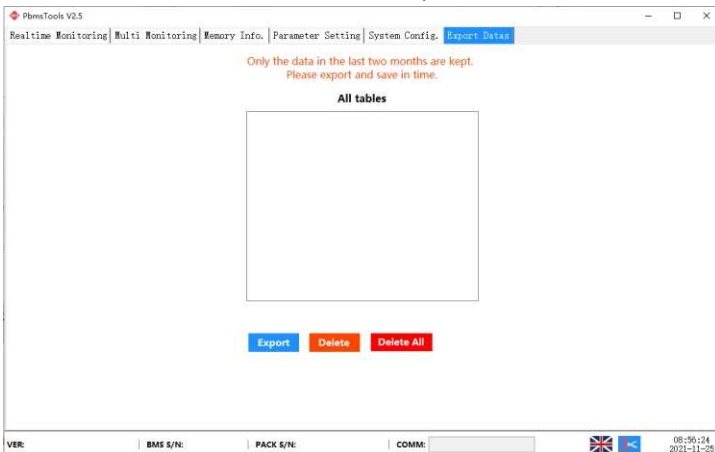 PbmsTools V2.5
Realtime Monitoring Multi Monitoring Memory Info. Parameter Setting System Config. Export Datas
Only the data in the last two months are kept.
Please export and save in time.
All tables
Export Delete Delete All
VER: BMS S/N: PACK S/N: COMM: 08:56:24
2021-11-25